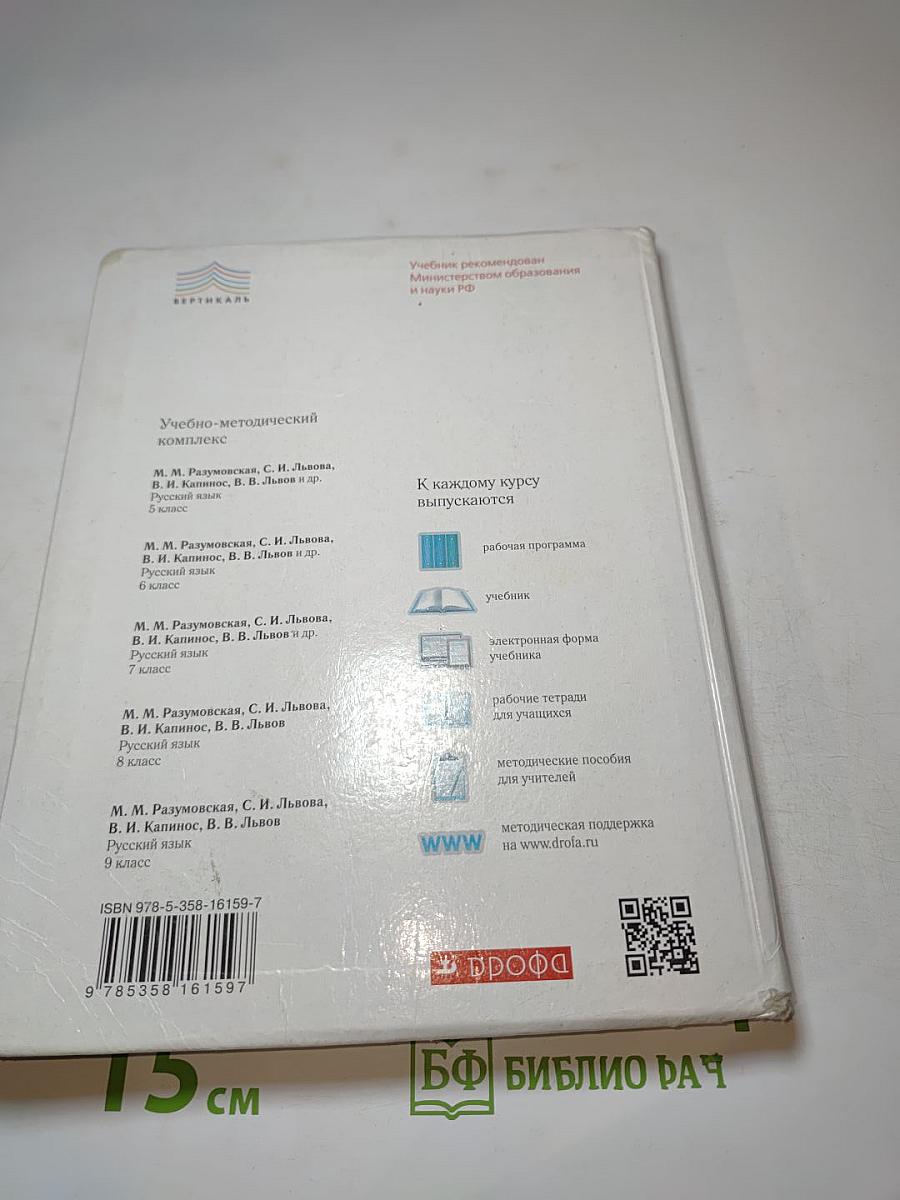 ВЕРТИКАЛЬ
Учебник рекомендован
Министерством образования
и науки РФ
Учебно-методический
комплекс
М. М. Разумовская, С. И. Львова,
В. И. Капинос, В. В. Львов и др.
Русский язык
5 класс
М. М. Разумовская, С. И. Львова,
В. И. Капинос, В. В. Львов и др.
Русский язык
6 класс
М. М. Разумовская, С. И. Львова,
В. И. Капинос, В. В. Львов и др.
Русский язык
7 класс
М. М. Разумовская, С. И. Львова,
В. И. Капинос, В. В. Львов
Русский язык
8 класс
М. М. Разумовская, С. И. Львова,
В. И. Капинос, В. В. Львов
Русский язык
9 класс
К каждому курсу
выпускаются
рабочая программа
учебник
электронная форма
учебника
рабочие тетради
для учащихся
методические пособия
для учителей
www
методическая поддержка
на www.drofa.ru
ISBN 978-5-358-16159-7
9 785358 161597
дрофа
15 см
БФ БИБЛИО